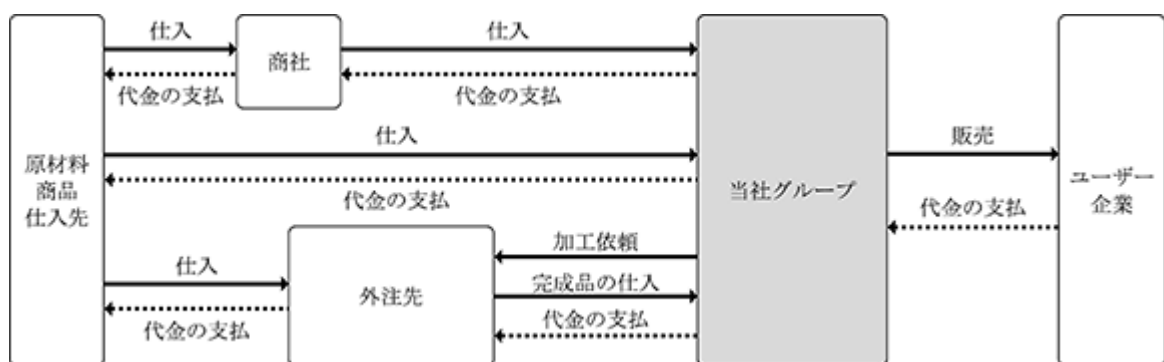 仕入
仕入
商社
代金の支払
代金の支払
仕入
代金の支払
原材料
商品
仕入先
当社グループ
販売
代金の支払
ユーザー
企業
仕入
代金の支払
外注先
加工依頼
完成品の仕入
代金の支払